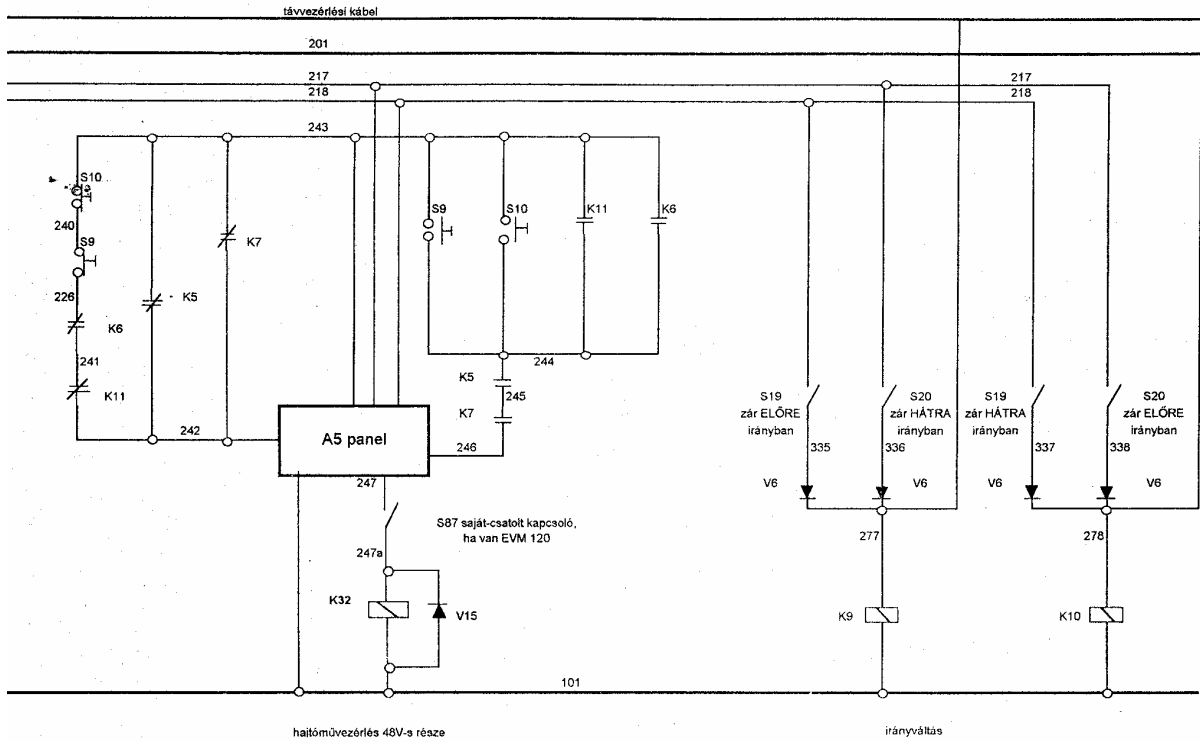 távvezérlési kábel
201
217
217
218
218
243
S10
240
S9
226
K6
241
K11
242
K5
K7
S9
S10
K11
K6
244
K5
245
K7
246
A5 panel
247
S87 saját-csatolt kapcsoló,
ha van EVM 120
247a
K32
V15
S19
zár ELŐRE
irányban
335
V6
S20
zár HÁTRA
irányban
336
V6
277
K9
S19
zár HÁTRA
irányban
337
V6
S20
zár ELŐRE
irányban
338
V6
278
K10
101
hajtóművezérlés 48V-s része
irányváltás